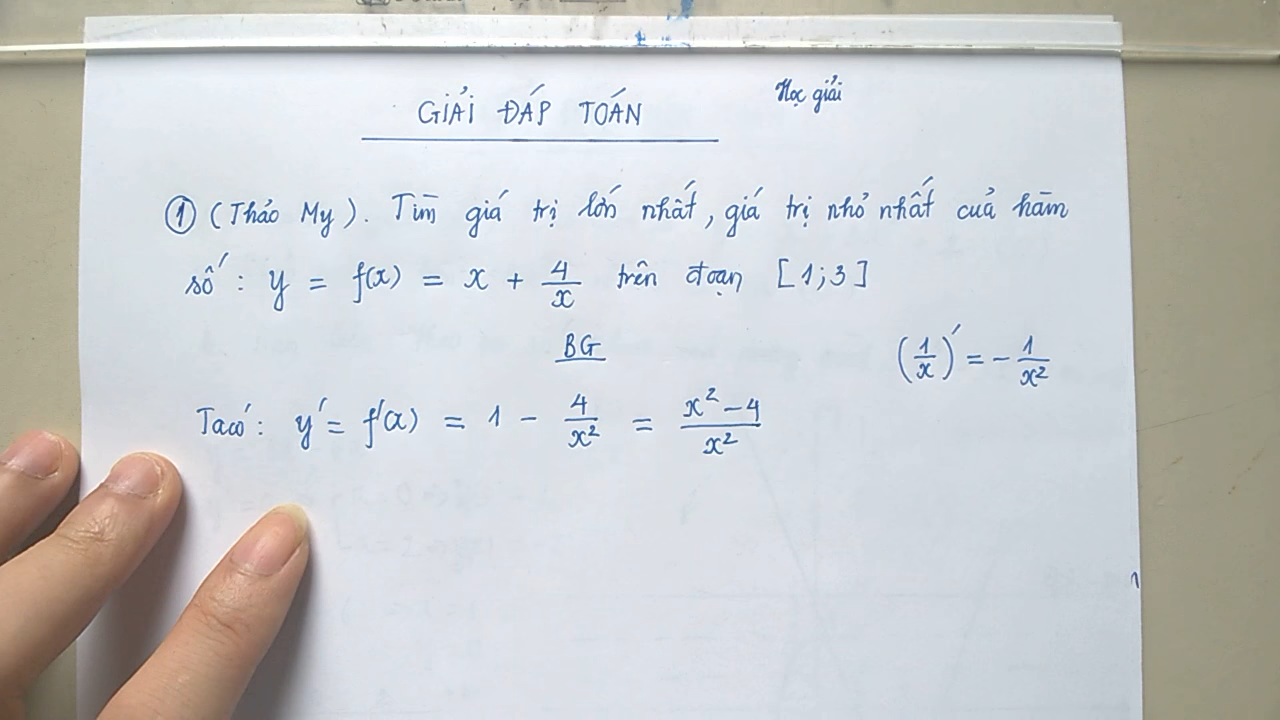 GIẢI ĐÁP TOÁN
Học giải
① (Thảo My). Tìm giá trị lớn nhất, giá trị nhỏ nhất của hàm
số: y = f(x) = x + 4/x trên đoạn [1;3]
BG
(1/x)' = - 1/x²
Ta có: y' = f'(x) = 1 - 4/x² = (x² - 4)/x²